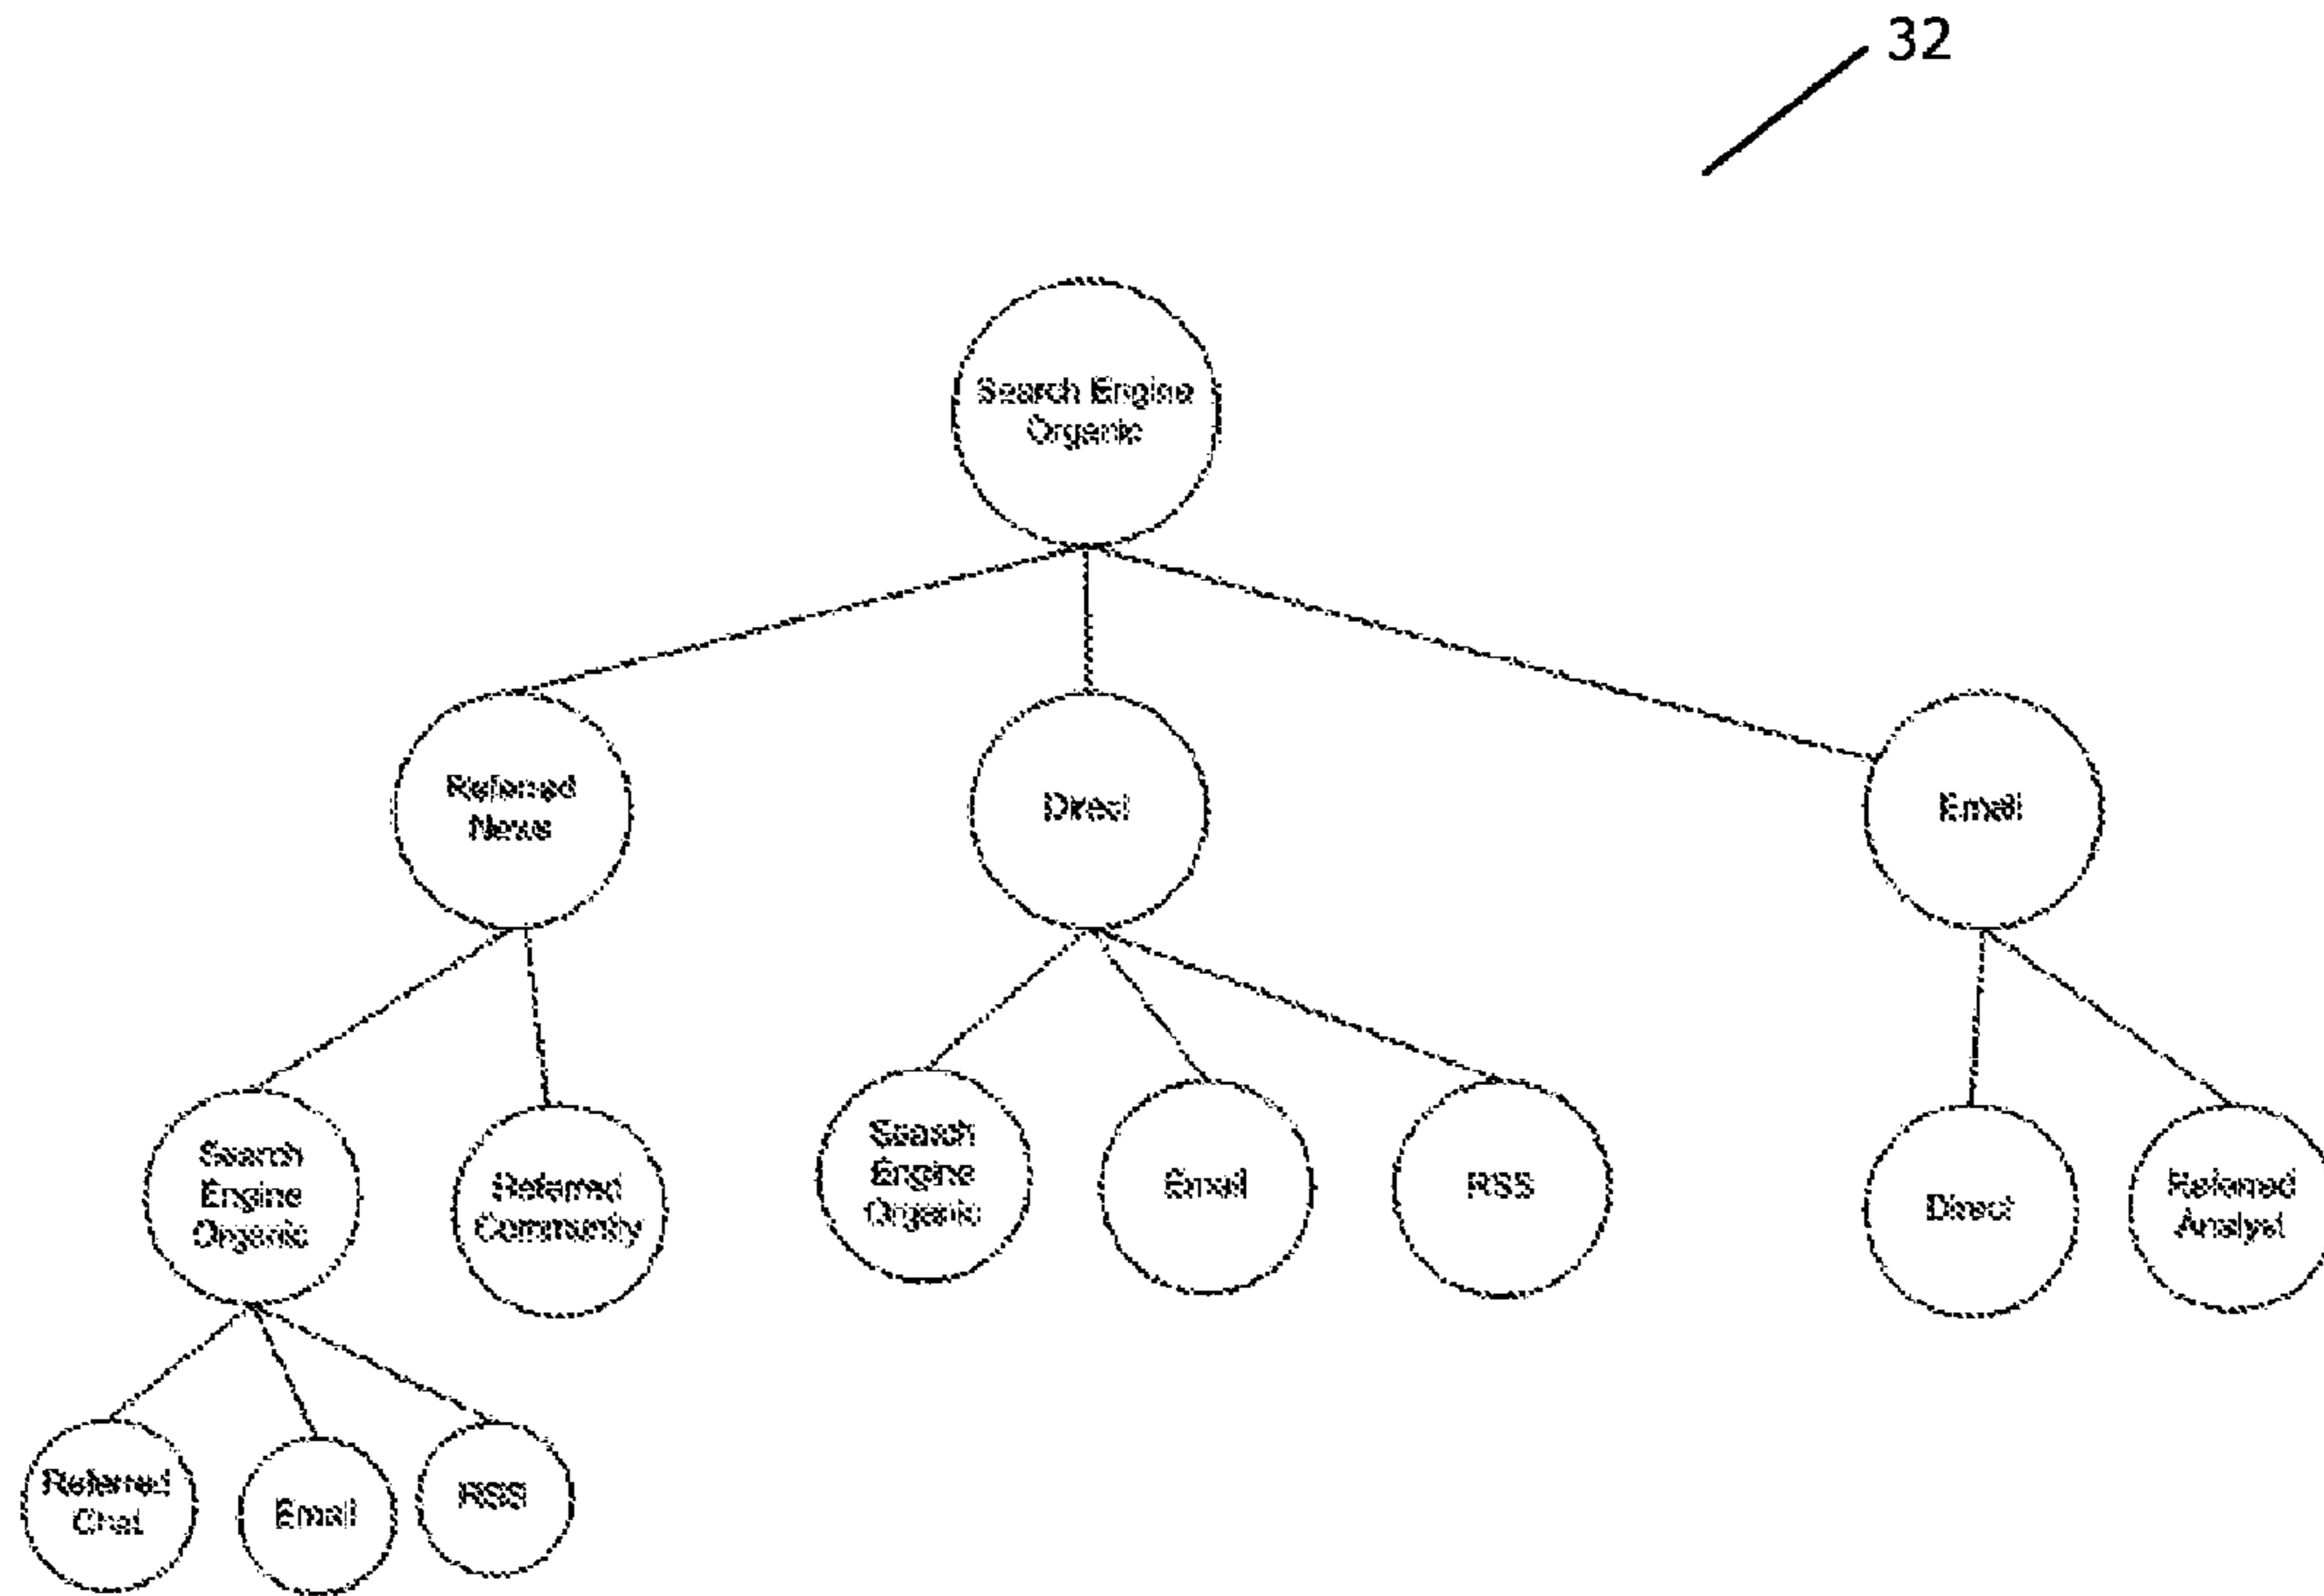 32
Search Engine
Organic
Referred
News
Direct
Email
Search
Engine
Organic
Referred
Community
Search
Engine
Organic
Email
RSS
Direct
Referred
Analyst
Referred
Chat
Email
RSS